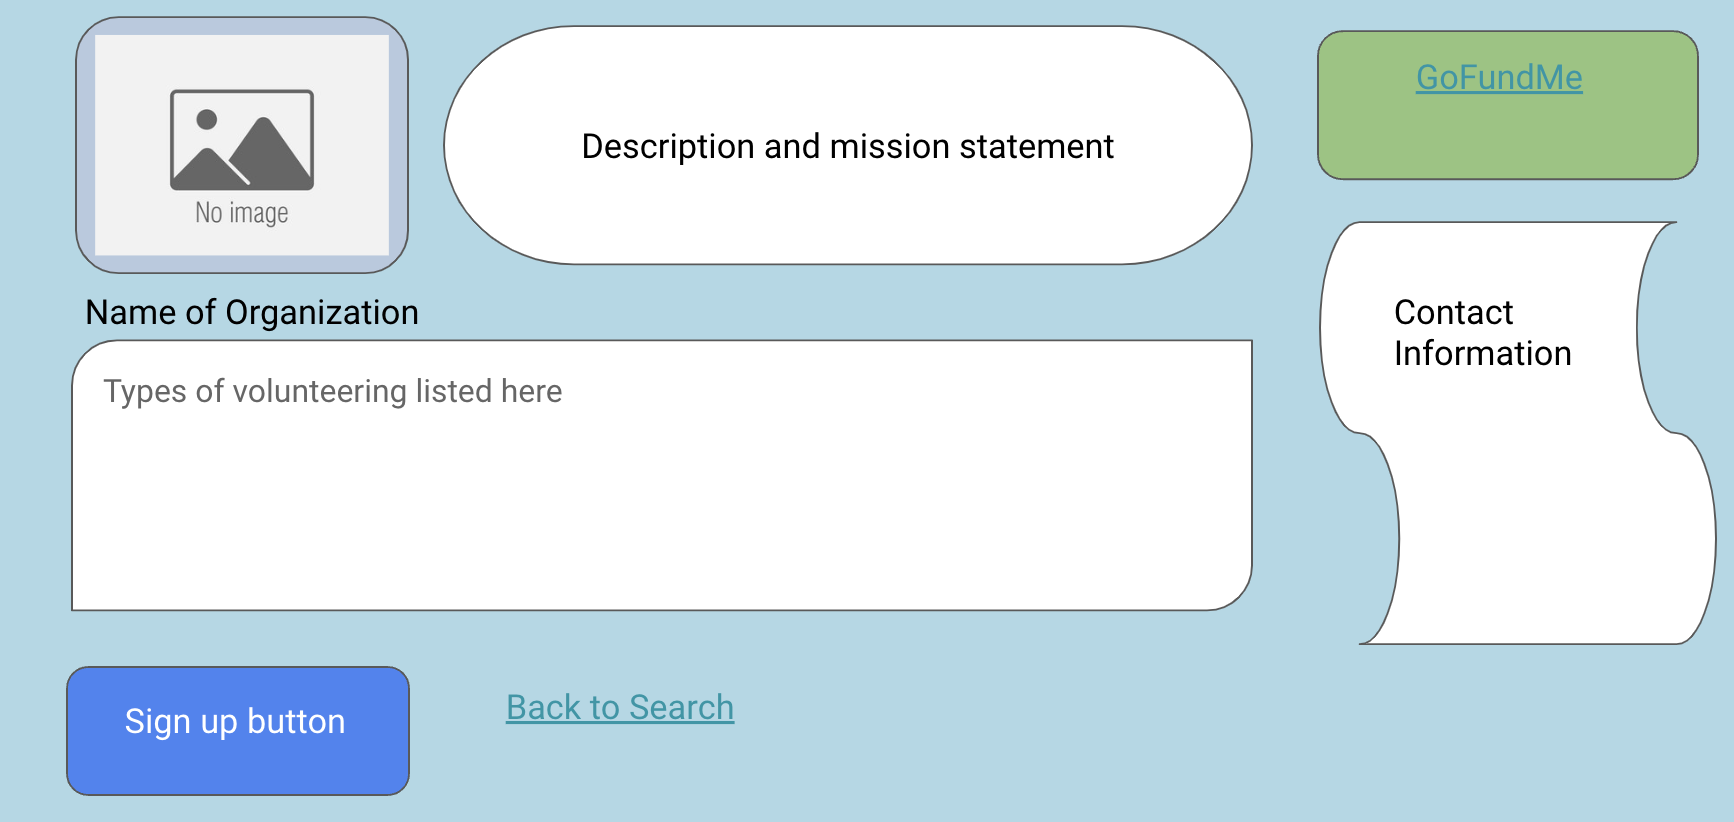 No image
Description and mission statement
GoFundMe
Name of Organization
Contact
Information
Types of volunteering listed here
Sign up button
Back to Search